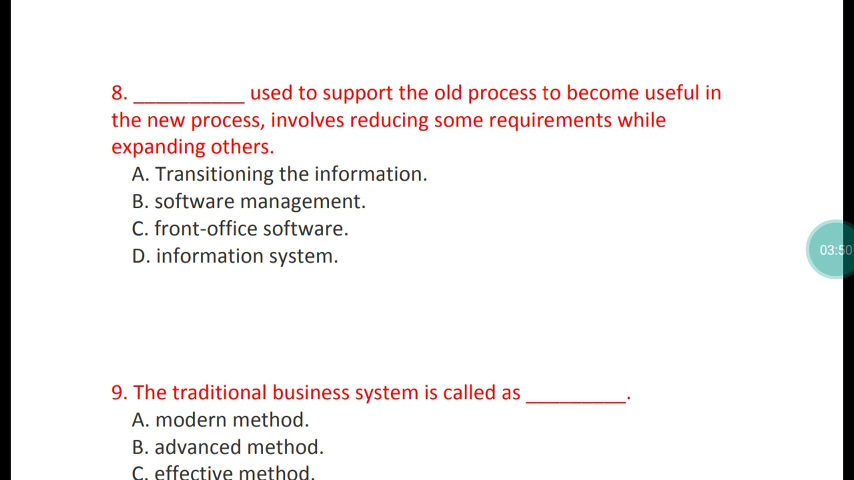 8. __________ used to support the old process to become useful in
the new process, involves reducing some requirements while
expanding others.
A. Transitioning the information.
B. software management.
C. front-office software.
D. information system.
03:50
9. The traditional business system is called as _________.
A. modern method.
B. advanced method.
C. effective method.